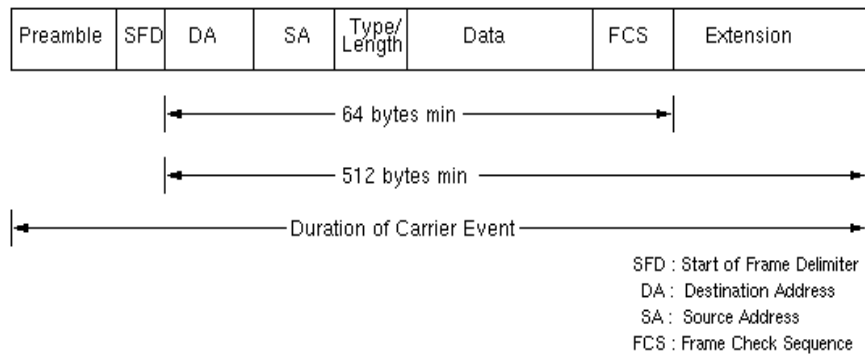 Preamble SFD DA SA Type/Length Data FCS Extension
64 bytes min
512 bytes min
Duration of Carrier Event
SFD : Start of Frame Delimiter
DA : Destination Address
SA : Source Address
FCS : Frame Check Sequence